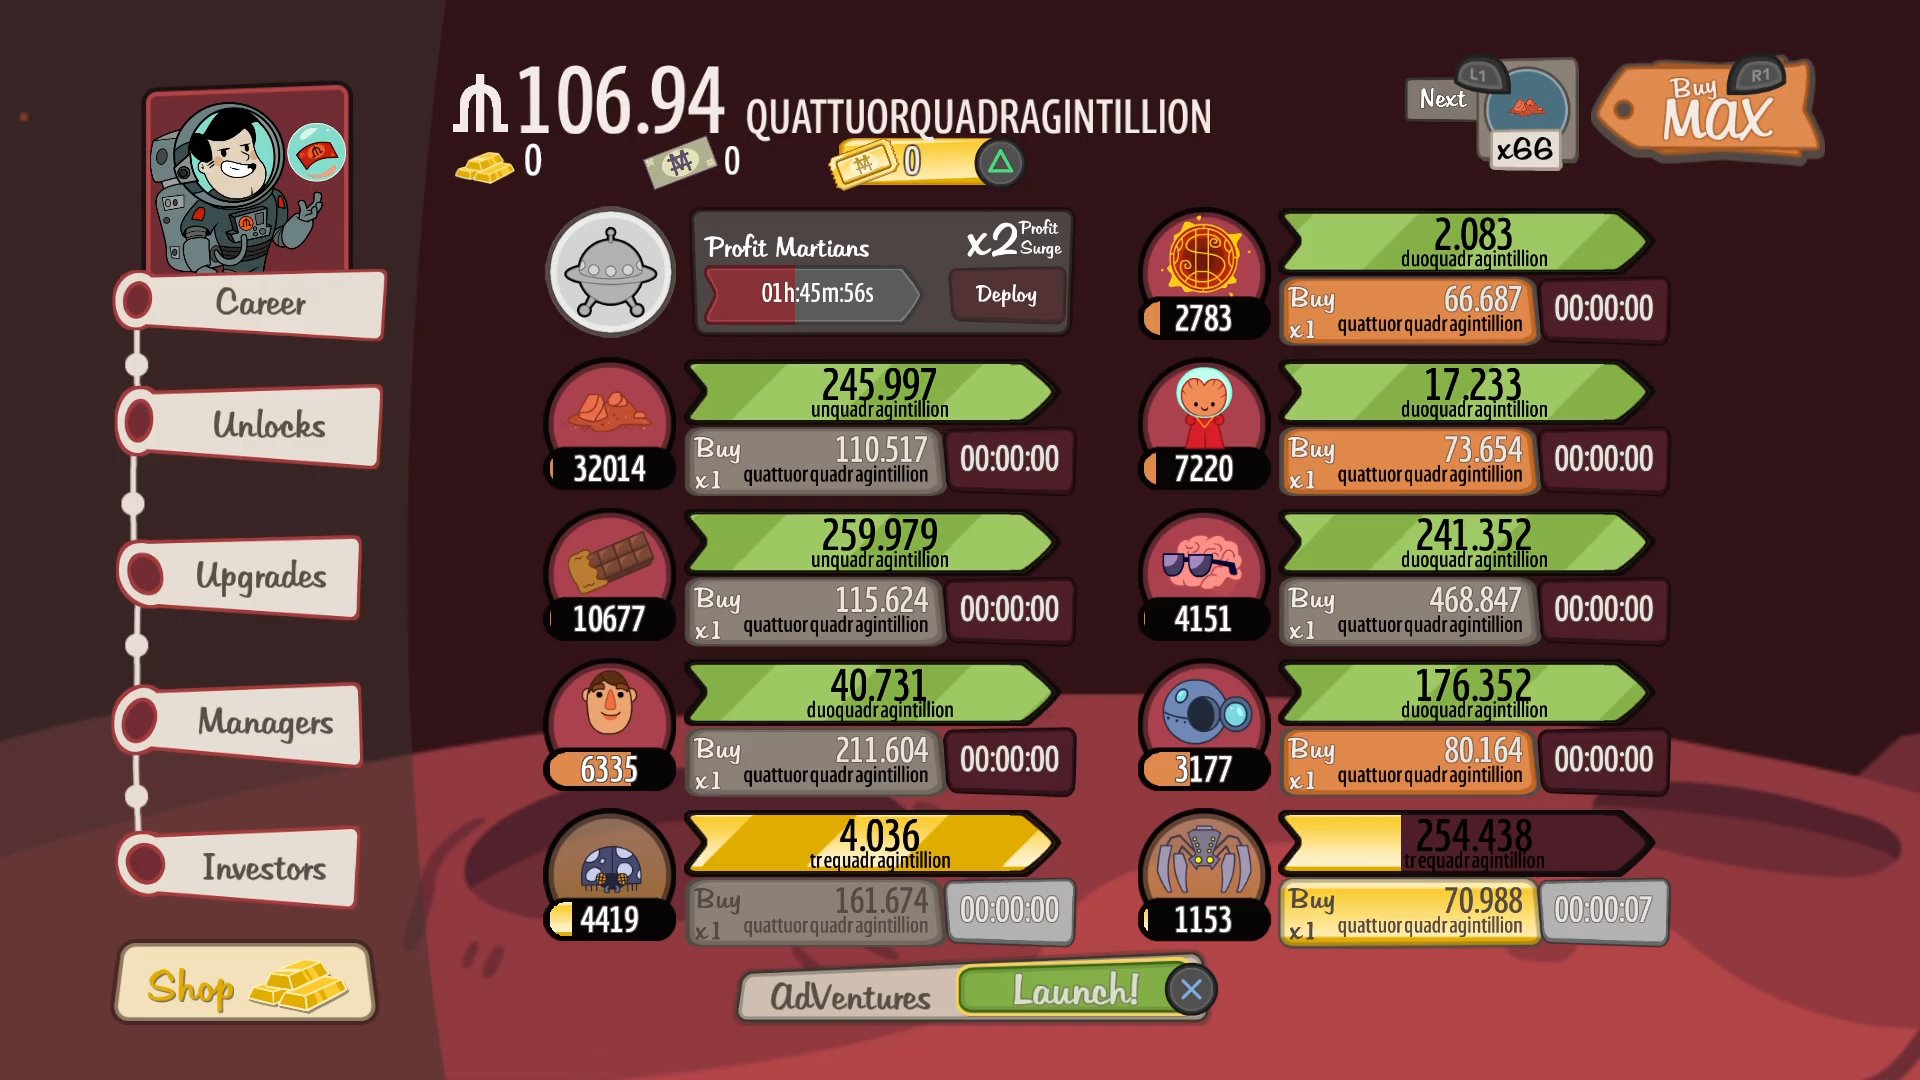 106.94 QUATTUORQUADRAGINTILLION
0
0
0
Next
L1
x66
Buy
MAX
R1
Career
Unlocks
Upgrades
Managers
Investors
Shop
Profit Martians
x2 Profit Surge
01h:45m:56s
Deploy
2783
2.083
duoquadragintillion
Buy x1
66.687
quattuorquadragintillion
00:00:00
32014
245.997
unquadragintillion
Buy x1
110.517
quattuorquadragintillion
00:00:00
7220
17.233
duoquadragintillion
Buy x1
73.654
quattuorquadragintillion
00:00:00
10677
259.979
unquadragintillion
Buy x1
115.624
quattuorquadragintillion
00:00:00
4151
241.352
duoquadragintillion
Buy x1
468.847
quattuorquadragintillion
00:00:00
6335
40.731
duoquadragintillion
Buy x1
211.604
quattuorquadragintillion
00:00:00
3177
176.352
duoquadragintillion
Buy x1
80.164
quattuorquadragintillion
00:00:00
4419
4.036
trequadragintillion
Buy x1
161.674
quattuorquadragintillion
00:00:00
1153
254.438
trequadragintillion
Buy x1
70.988
quattuorquadragintillion
00:00:07
AdVentures
Launch!